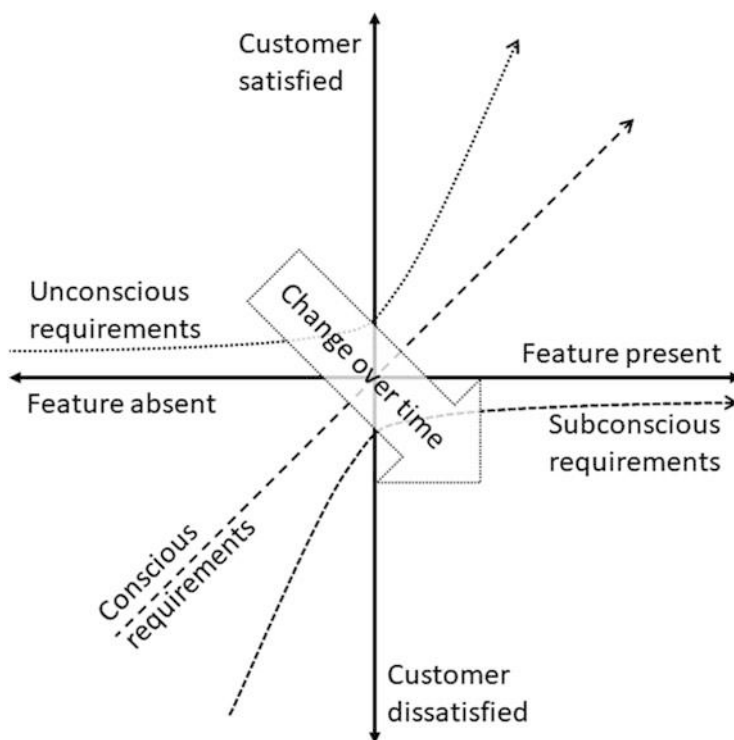 Customer
satisfied
Unconscious
requirements
Change over time
Feature present
Feature absent
Subconscious
requirements
Conscious
requirements
Customer
dissatisfied